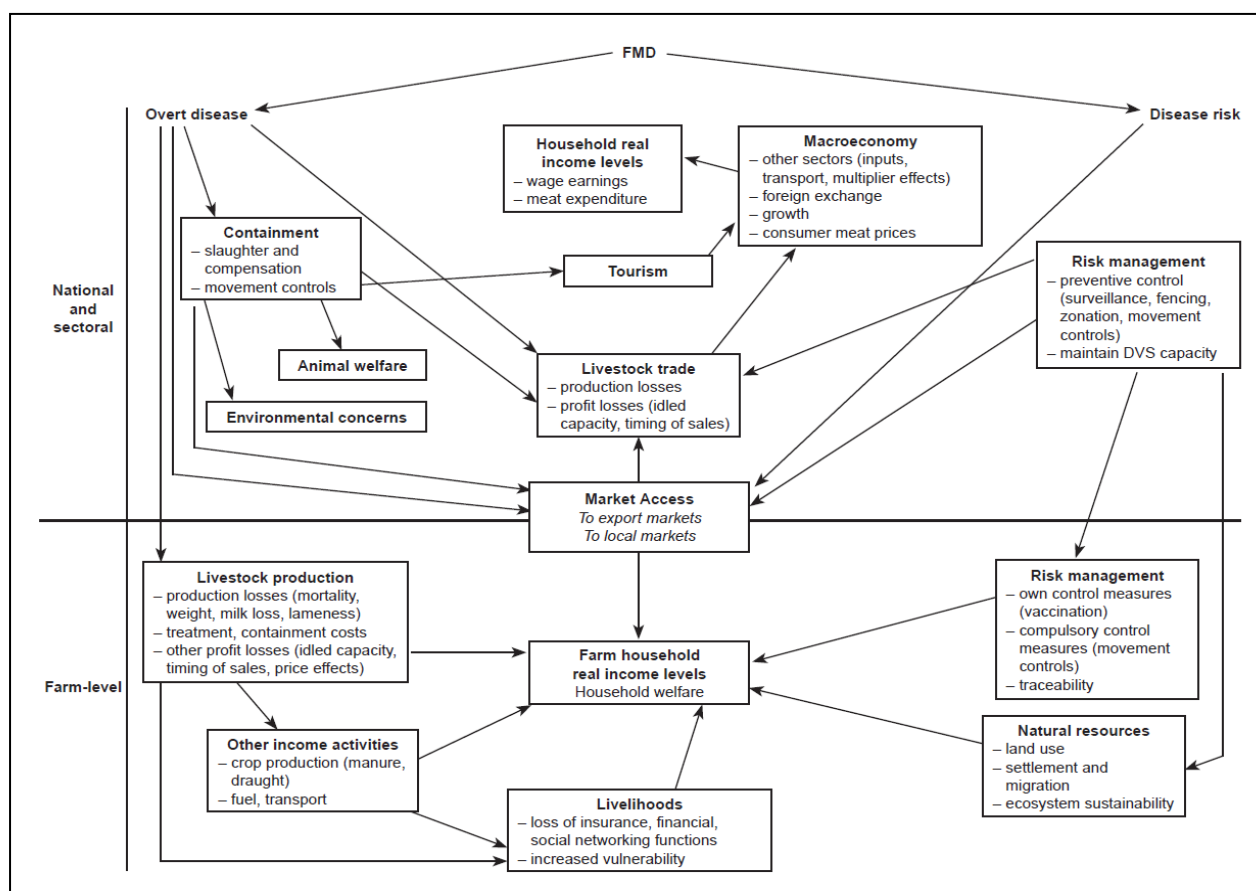 FMD
Overt disease
Disease risk
National
and
sectoral
Household real
income levels
– wage earnings
– meat expenditure
Macroeconomy
– other sectors (inputs,
transport, multiplier effects)
– foreign exchange
– growth
– consumer meat prices
Containment
– slaughter and
compensation
– movement controls
Tourism
Risk management
– preventive control
(surveillance, fencing,
zonation, movement
controls)
– maintain DVS capacity
Animal welfare
Environmental concerns
Livestock trade
– production losses
– profit losses (idled
capacity, timing of sales)
Market Access
To export markets
To local markets
Farm-level
Livestock production
– production losses (mortality,
weight, milk loss, lameness)
– treatment, containment costs
– other profit losses (idled capacity,
timing of sales, price effects)
Farm household
real income levels
Household welfare
Risk management
– own control measures
(vaccination)
– compulsory control
measures (movement
controls)
– traceability
Other income activities
– crop production (manure,
draught)
– fuel, transport
Natural resources
– land use
– settlement and
migration
– ecosystem sustainability
Livelihoods
– loss of insurance, financial,
social networking functions
– increased vulnerability